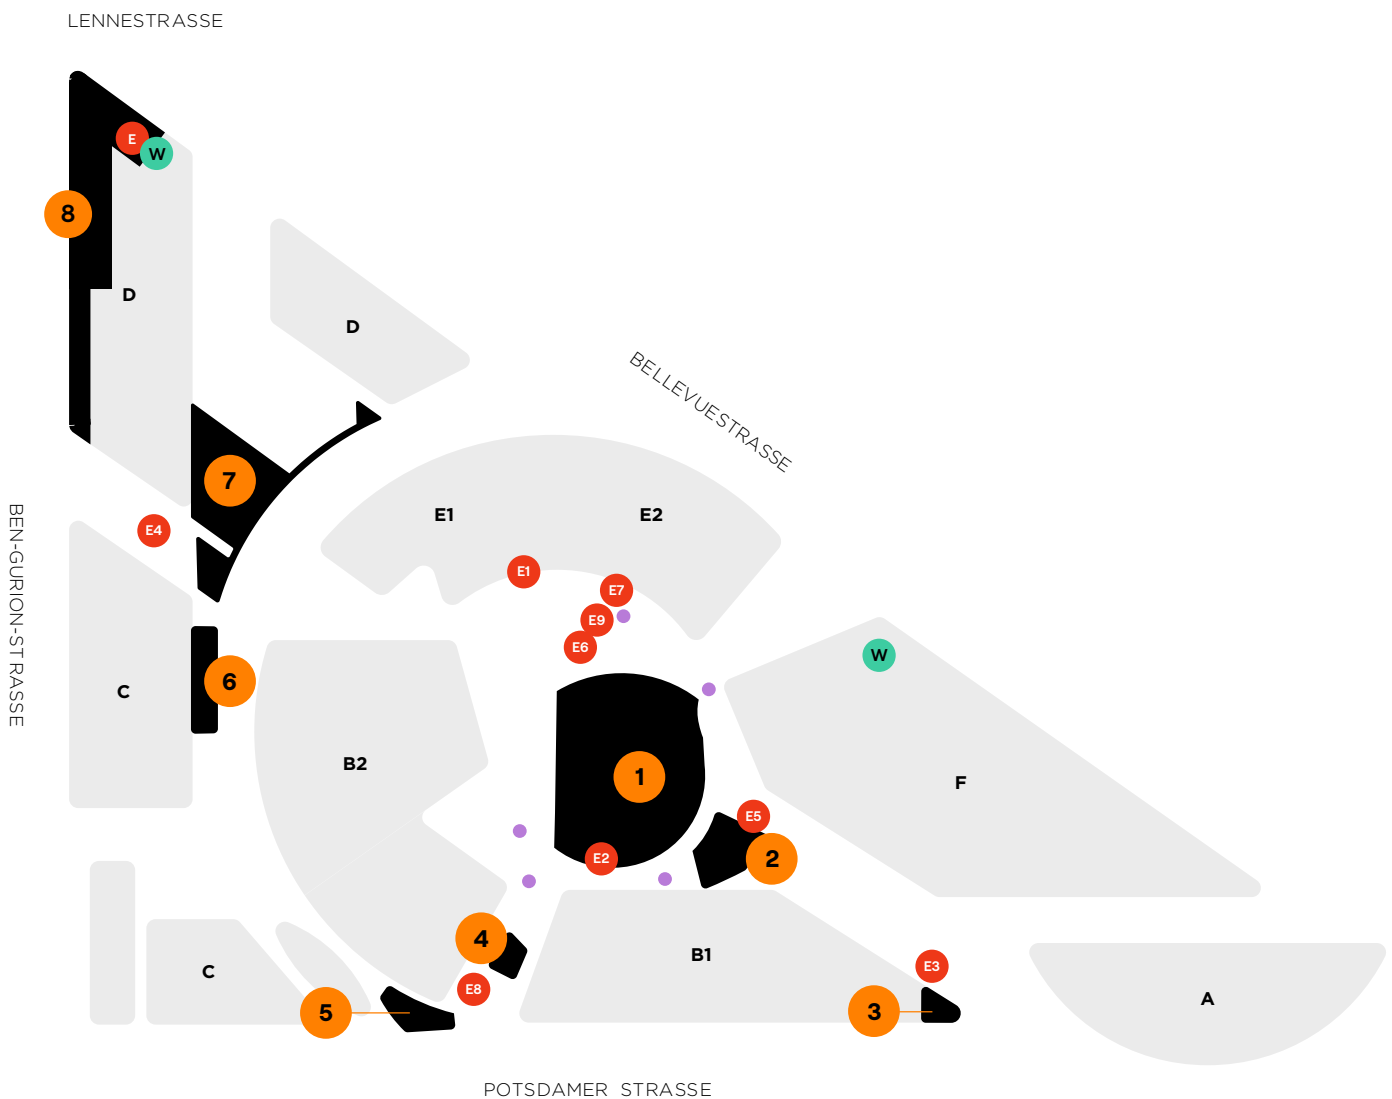 LENNESTRASSE
E
W
8
D
D
BELLEVUESTRASSE
7
E1
E2
BEN-GURION-STRASSE
E4
E1
E7
E9
E6
W
6
C
B2
1
F
E5
E2
2
4
B1
E3
C
E8
5
3
A
POTSDAMER STRASSE